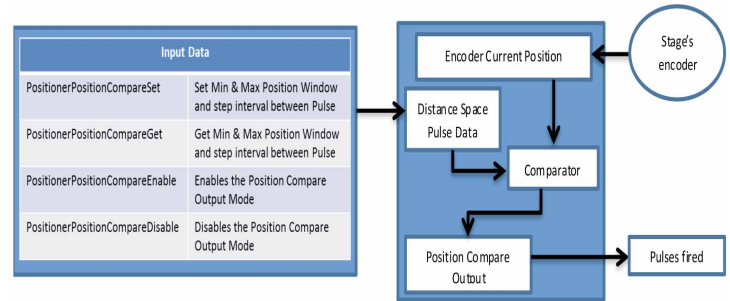 Input Data
PositionerPositionCompareSet
Set Min & Max Position Window
and step interval between Pulse
PositionerPositionCompareGet
Get Min & Max Position Window
and step interval between Pulse
PositionerPositionCompareEnable
Enables the Position Compare
Output Mode
PositionerPositionCompareDisable
Disables the Position Compare
Output Mode
Encoder Current Position
Stage's
encoder
Distance Space
Pulse Data
Comparator
Position Compare
Outout
Pulses fired